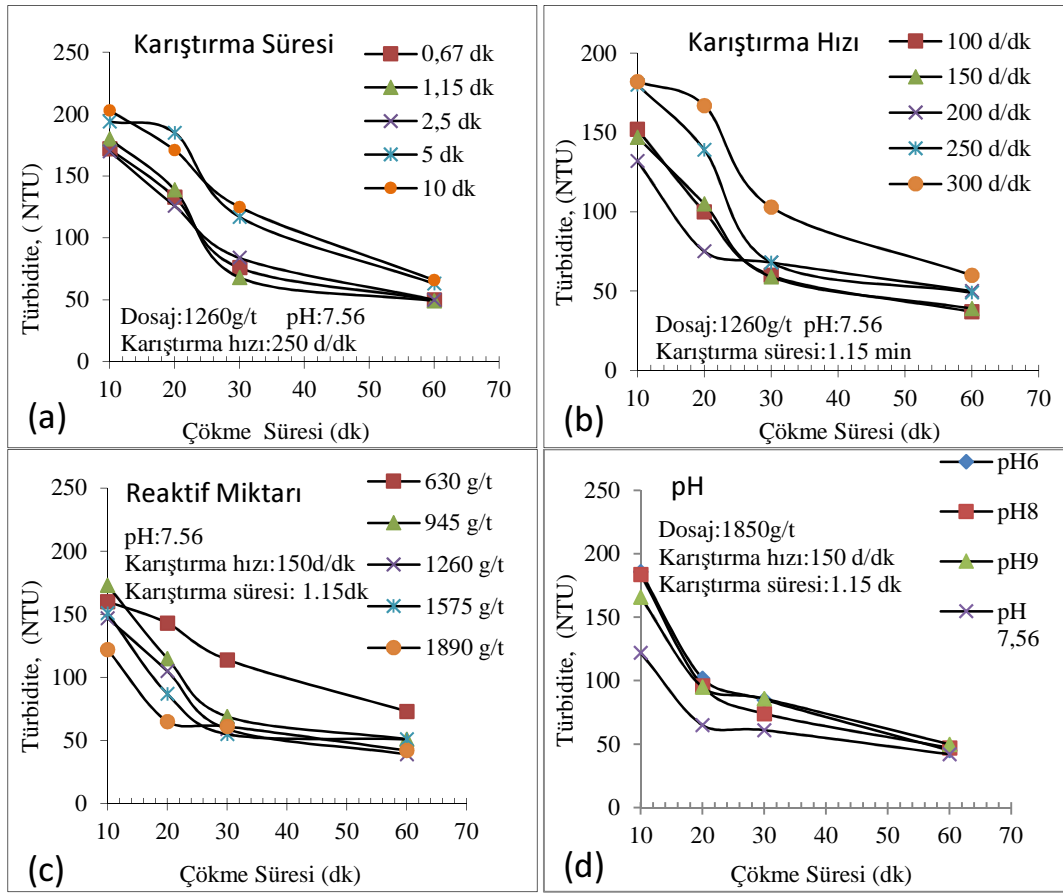 Karıştırma Süresi
250
200
150
100
50
0
10 20 30 40 50 60 70
Türbidite, ( NTU)
Çökme Süresi (dk)
0,67 dk
1,15 dk
2,5 dk
5 dk
10 dk
Dosaj:1260g/t pH:7.56
Karıştırma hızı:250 d/dk
(a)
Karıştırma Hızı
200
150
100
50
0
10 20 30 40 50 60 70
Türbidite, (NTU)
Çökme Süresi (dk)
100 d/dk
150 d/dk
200 d/dk
250 d/dk
300 d/dk
Dosaj:1260g/t pH:7.56
Karıştırma süresi:1.15 min
(b)
Reaktif Miktarı
250
200
150
100
50
0
10 20 30 40 50 60 70
Türbidite, (NTU)
Çökme Süresi (dk)
630 g/t
945 g/t
1260 g/t
1575 g/t
1890 g/t
pH:7.56
Karıştırma hızı:150d/dk
Karıştırma süresi: 1.15dk
(c)
pH
250
200
150
100
50
0
10 20 30 40 50 60 70
Türbidite, (NTU)
Çökme Süresi (dk)
pH6
pH8
pH9
pH
7,56
Dosaj:1850g/t
Karıştırma hızı:150 d/dk
Karıştırma süresi:1.15 dk
(d)